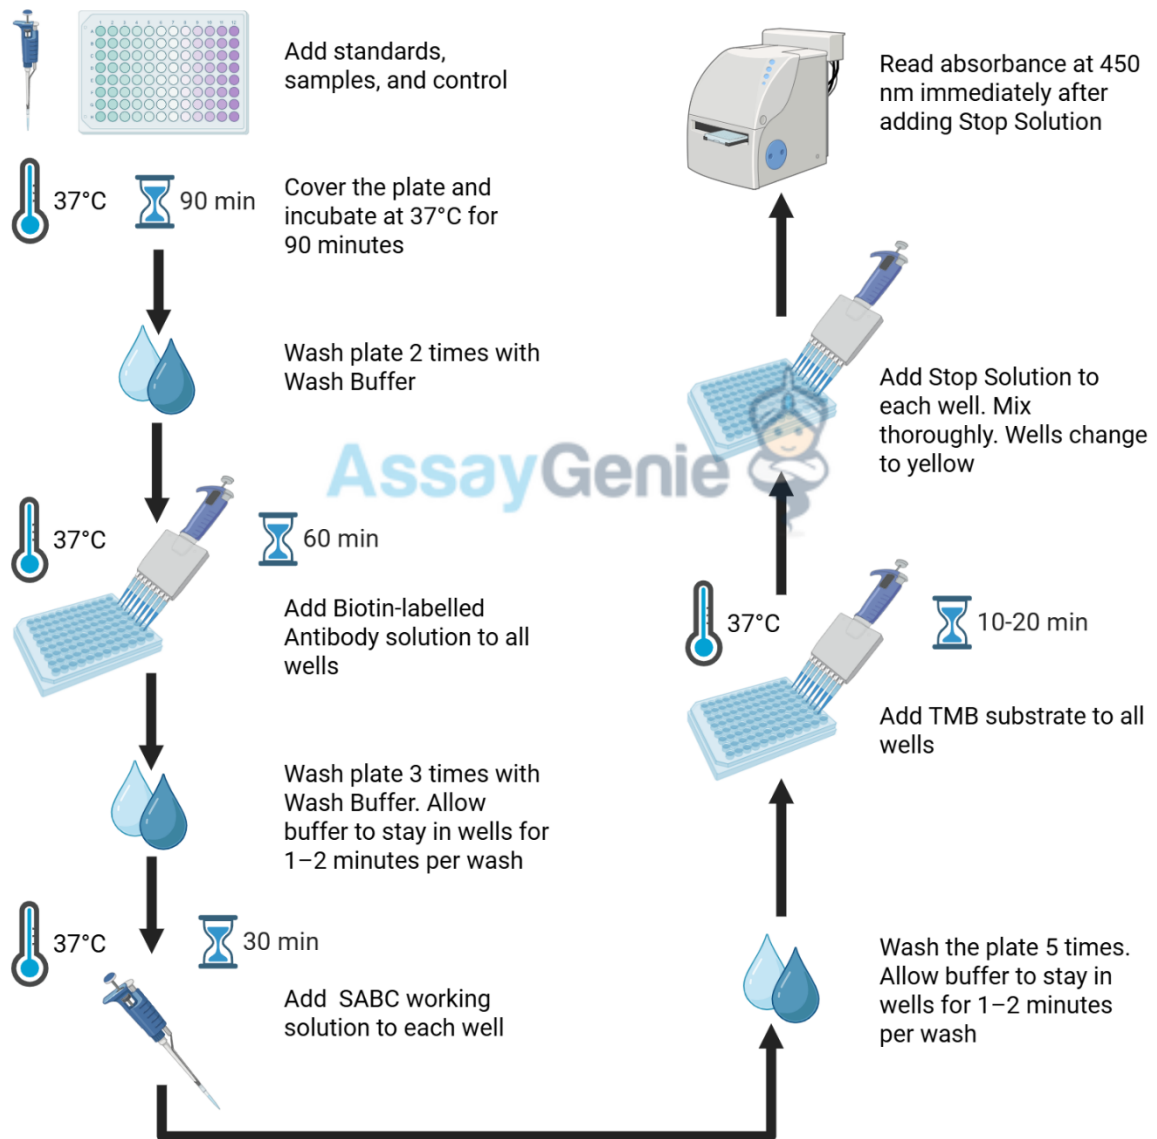 Add standards,
samples, and control
37°C
90 min
Cover the plate and
incubate at 37°C for
90 minutes
Wash plate 2 times with
Wash Buffer
37°C
60 min
Add Biotin-labelled
Antibody solution to all
wells
Wash plate 3 times with
Wash Buffer. Allow
buffer to stay in wells for
1–2 minutes per wash
37°C
30 min
Add SABC working
solution to each well
Wash the plate 5 times.
Allow buffer to stay in
wells for 1–2 minutes
per wash
37°C
10-20 min
Add TMB substrate to all
wells
Add Stop Solution to
each well. Mix
thoroughly. Wells change
to yellow
Read absorbance at 450
nm immediately after
adding Stop Solution
AssayGenie